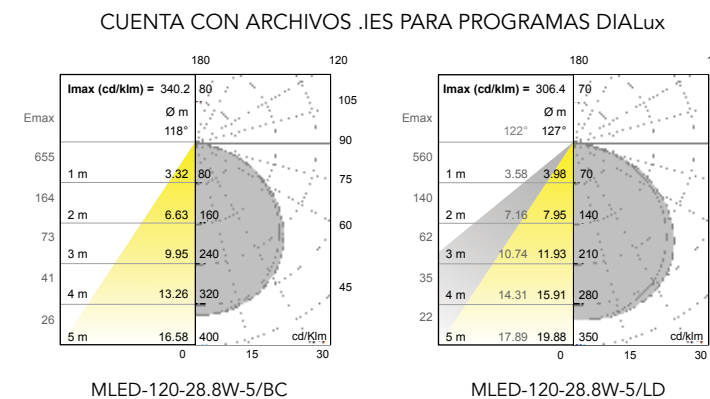 CUENTA CON ARCHIVOS .IES PARA PROGRAMAS DIALux
180 120
Imax (cd/klm) = 340.2 80
105
Emax Ø m
118° 90
655
1 m 3.32 80 75
164
2 m 6.63 160 60
73
3 m 9.95 240
41 45
4 m 13.26 320
26
5 m 16.58 400 cd/Klm
0 15 30
MLED-120-28.8W-5/BC
180
Imax (cd/klm) = 306.4 70
Emax Ø m
122° 127°
560
1 m 3.58 3.98 70
140
2 m 7.16 7.95 140
62
3 m 10.74 11.93 210
35
4 m 14.31 15.91 280
22
5 m 17.89 19.88 350 cd/Klm
0 15 30
MLED-120-28.8W-5/LD